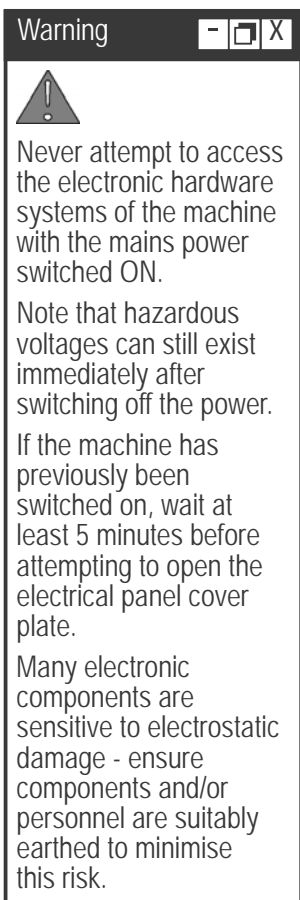 Warning
Never attempt to access
the electronic hardware
systems of the machine
with the mains power
switched ON.
Note that hazardous
voltages can still exist
immediately after
switching off the power.
If the machine has
previously been
switched on, wait at
least 5 minutes before
attempting to open the
electrical panel cover
plate.
Many electronic
components are
sensitive to electrostatic
damage - ensure
components and/or
personnel are suitably
earthed to minimise
this risk.